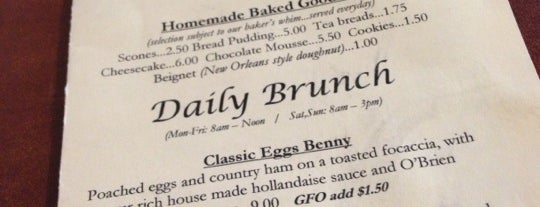 Homemade Baked Goo
(selection subject to our baker's whim...served everyday)
Scones...2.50 Bread Pudding...5.00 Tea breads...1.75
Cheesecake...6.00 Chocolate Mousse...5.50 Cookies...1.50
Beignet (New Orleans style doughnut)...1.00
Daily Brunch
(Mon-Fri: 8am – Noon / Sat,Sun: 8am – 3pm)
Classic Eggs Benny
Poached eggs and country ham on a toasted focaccia, with
rich house made hollandaise sauce and O'Brien
9.00 GFO add $1.50